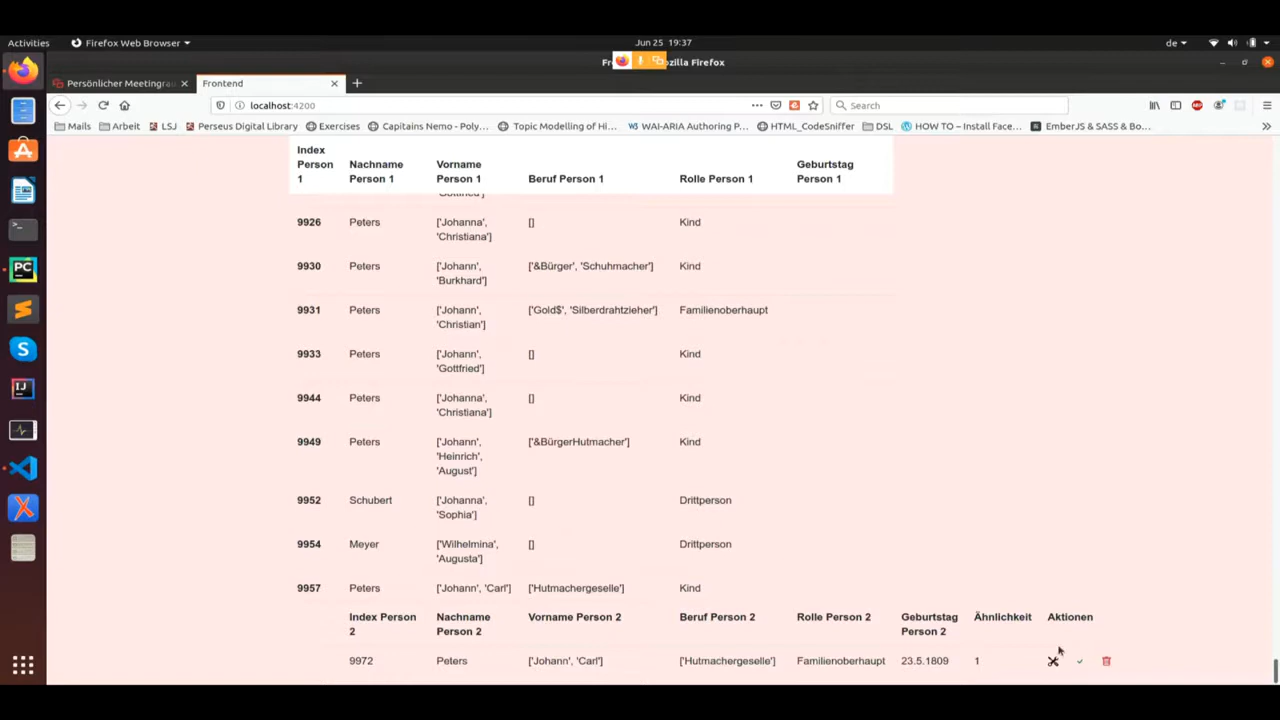 Activities Firefox Web Browser Jun 25 19:37 de
Fr ozilla Firefox
Persönlicher Meetingra Frontend
localhost:4200 Search
Mails Arbeit LSJ Perseus Digital Library Exercises Capitains Nemo - Poly… Topic Modelling of Hi… WAI-ARIA Authoring P… HTML_CodeSniffer DSL HOW TO – Install Face… EmberJS & SASS & Bo…
Index
Person Nachname Vorname Geburtstag
1 Person 1 Person 1 Beruf Person 1 Rolle Person 1 Person 1
'Gottfried']
9926 Peters ['Johanna', [] Kind
'Christiana']
9930 Peters ['Johann', ['&Bürger', 'Schuhmacher'] Kind
'Burkhard']
9931 Peters ['Johann', ['Gold$', 'Silberdrahtzieher'] Familienoberhaupt
'Christian']
9933 Peters ['Johann', [] Kind
'Gottfried']
9944 Peters ['Johanna', [] Kind
'Christiana']
9949 Peters ['Johann', ['&BürgerHutmacher'] Kind
'Heinrich',
'August']
9952 Schubert ['Johanna', [] Drittperson
'Sophia']
9954 Meyer ['Wilhelmina', [] Drittperson
'Augusta']
9957 Peters ['Johann', 'Carl'] ['Hutmachergeselle'] Kind
Index Person Nachname Vorname Person 2 Beruf Person 2 Rolle Person 2 Geburtstag Ähnlichkeit Aktionen
2 Person 2 Person 2
9972 Peters ['Johann', 'Carl'] ['Hutmachergeselle'] Familienoberhaupt 23.5.1809 1